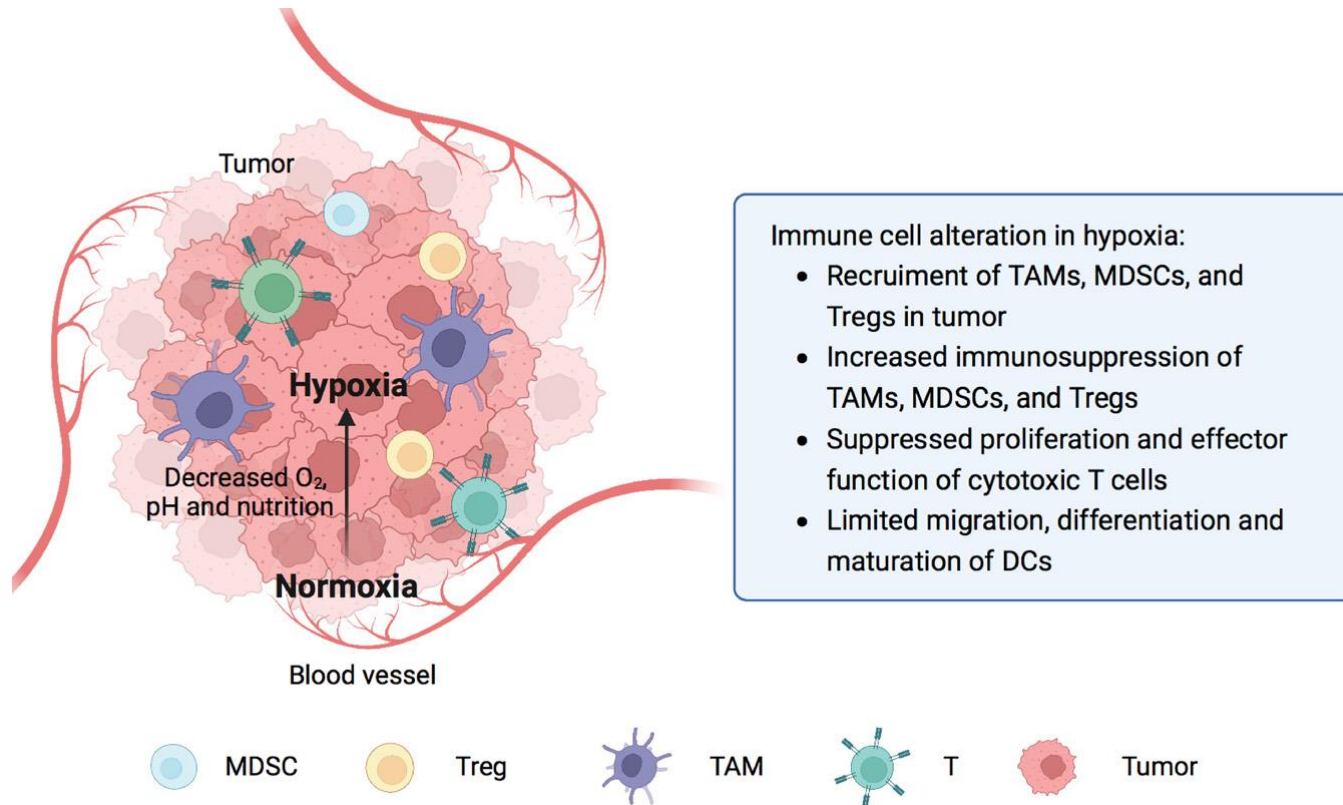 Tumor
Hypoxia
Decreased O₂,
pH and nutrition
Normoxia
Blood vessel
Immune cell alteration in hypoxia:
• Recruiment of TAMs, MDSCs, and
Tregs in tumor
• Increased immunosuppression of
TAMs, MDSCs, and Tregs
• Suppressed proliferation and effector
function of cytotoxic T cells
• Limited migration, differentiation and
maturation of DCs
MDSC
Treg
TAM
T
Tumor